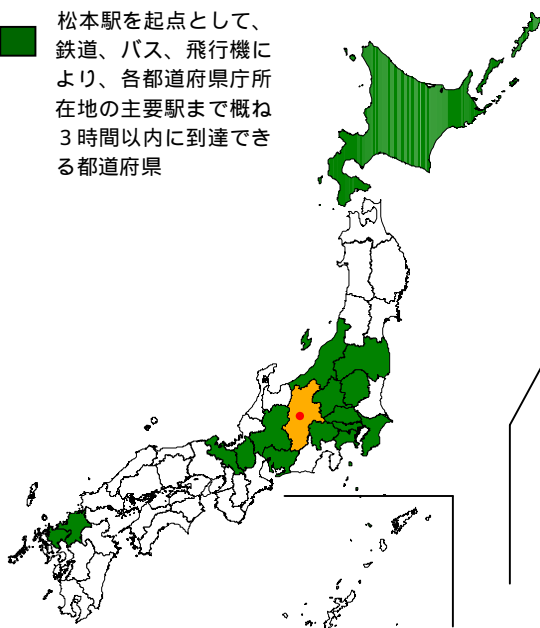 松本駅を起点として、
鉄道、バス、飛行機に
より、各都道府県庁所
在地の主要駅まで概ね
３時間以内に到達でき
る都道府県